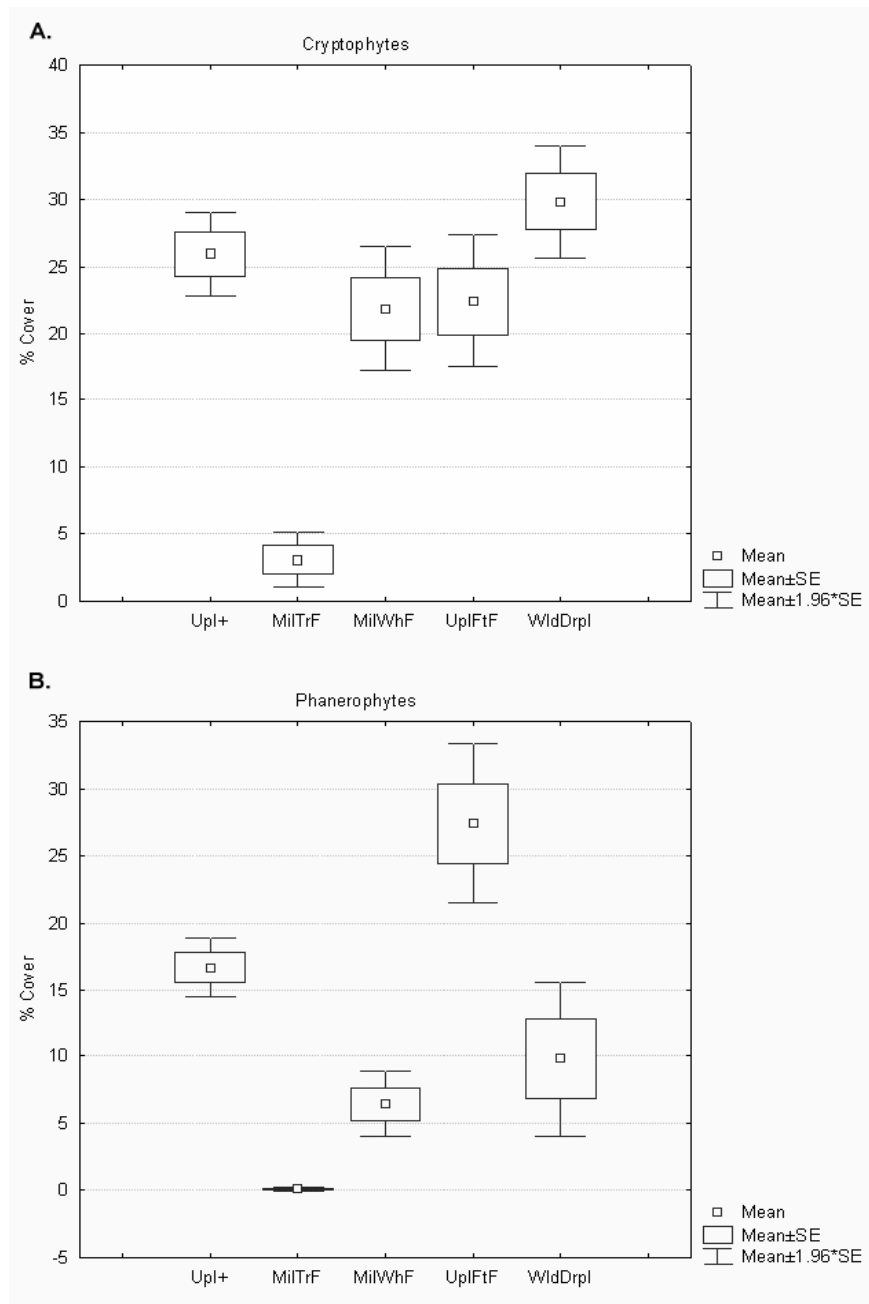 A.
Cryptophytes
40
35
30
25
20
15
10
5
0
% Cover
Upl+ MilTrF MilWhF UplFtF WldDrpl
Mean
Mean±SE
Mean±1.96*SE
B.
Phanerophytes
35
30
25
20
15
10
5
0
-5
% Cover
Upl+ MilTrF MilWhF UplFtF WldDrpl
Mean
Mean±SE
Mean±1.96*SE